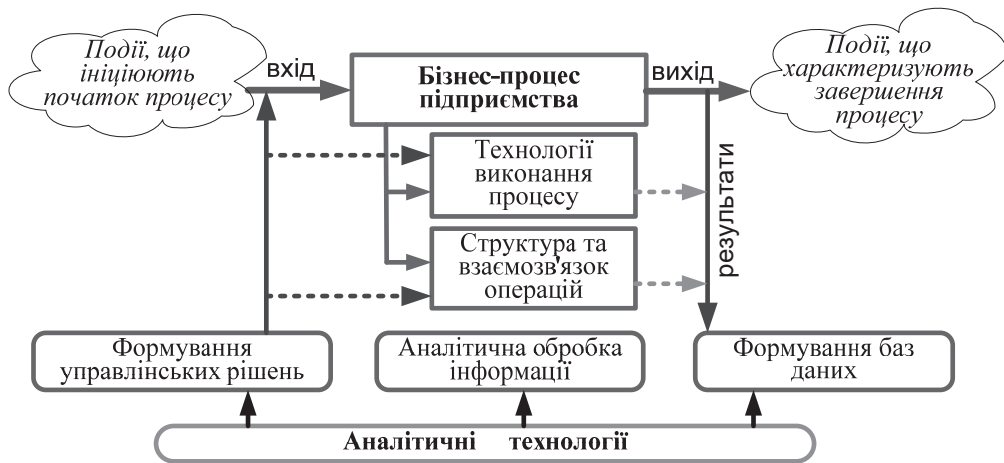 Події, що
ініціюють
початок процесу
вхід
Бізнес-процес
підприємства
вихід
Події, що
характеризують
завершення
процесу
Технології
виконання
процесу
результати
Структура та
взаємозв'язок
операцій
Формування
управлінських рішень
Аналітична обробка
інформації
Формування баз
даних
Аналітичні технології